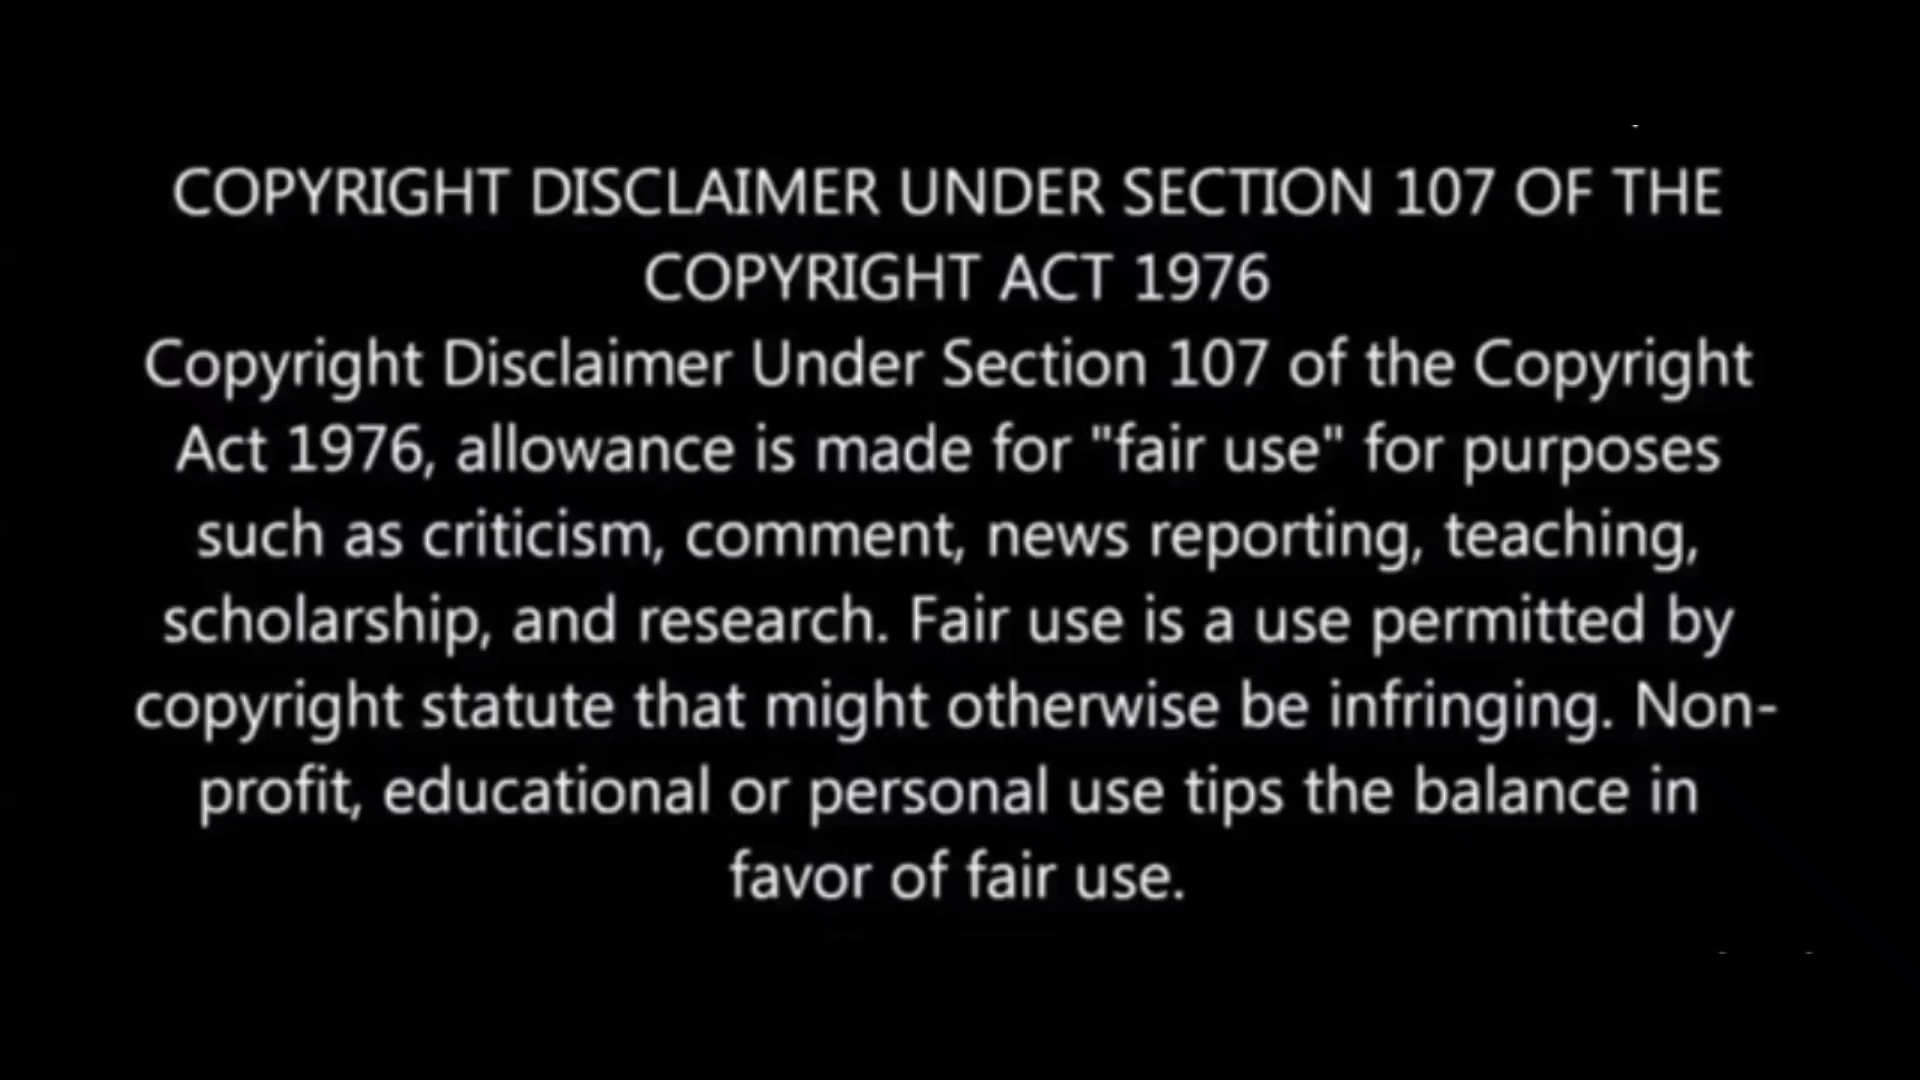 COPYRIGHT DISCLAIMER UNDER SECTION 107 OF THE
COPYRIGHT ACT 1976
Copyright Disclaimer Under Section 107 of the Copyright
Act 1976, allowance is made for "fair use" for purposes
such as criticism, comment, news reporting, teaching,
scholarship, and research. Fair use is a use permitted by
copyright statute that might otherwise be infringing. Non-
profit, educational or personal use tips the balance in
favor of fair use.